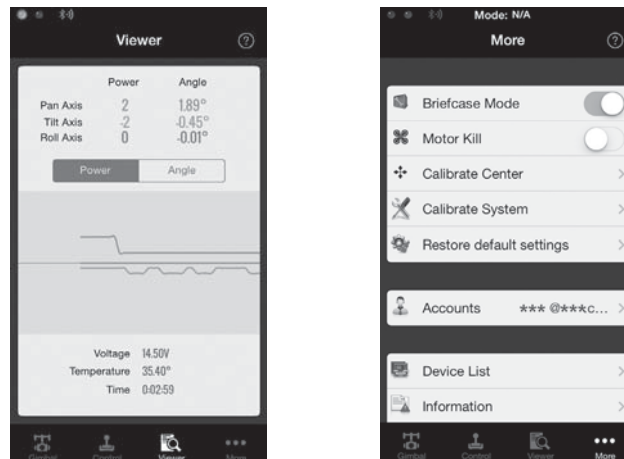 Viewer
?
Power Angle
Pan Axis 2 1.89°
Tilt Axis -2 -0.45°
Roll Axis 0 -0.01°
Power Angle
Voltage 14.50V
Temperature 35.40°
Time 0:02:59
Gimbal Control Viewer More
Mode: N/A
More
?
Briefcase Mode
Motor Kill
Calibrate Center
Calibrate System
Restore default settings
Accounts *** @***c...
Device List
Information
Gimbal Control Viewer More